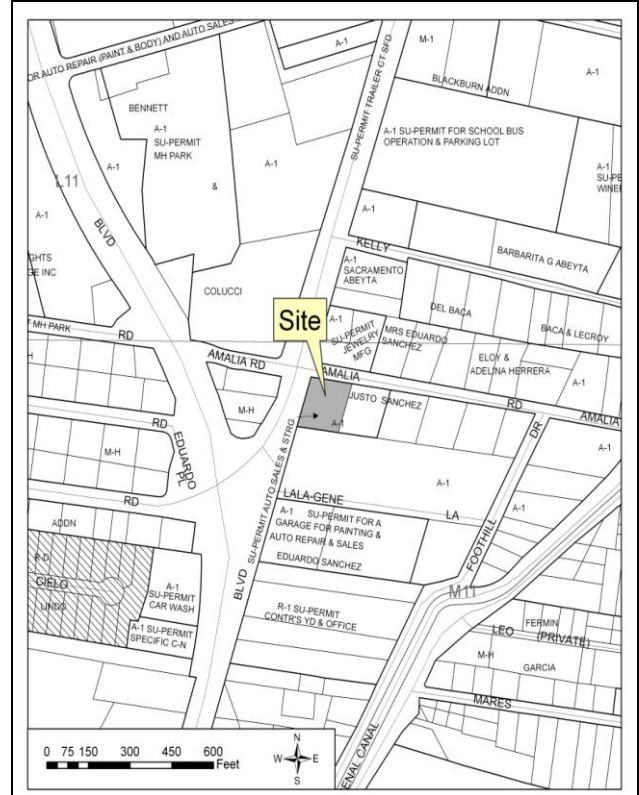 OR AUTO REPAIR (PAINT & BODY) AND AUTO SALES
A-1
M-1
SU-PERMIT TRAILER CT SFD
BLACKBURN ADDN
A-1
BENNETT
A-1
SU-PERMIT
MH PARK
&
A-1
A-1
A-1 SU-PERMIT FOR SCHOOL BUS
OPERATION & PARKING LOT
A-1
SU-PE
WINE
L11
A-1
BLVD
A-1
KELLY
GHTS
GE INC
COLUCCI
A-1
SACRAMENTO
ABEYTA
BARBARITA G ABEYTA
DEL BACA
BACA & LECROY
Site
A-1
SU-PERMIT
JEWELRY
MFG
MRS EDUARDO
SANCHEZ
ELOY &
ADELINA HERRERA
A-1
MH PARK
RD
AMALIA RD
AMALIA
RD
AMALIA
H
M-H
JUSTO SANCHEZ
A-1
DR
A-1
RD
EDUARDO
PL
M-H
RD
BLVD
SU-PERMIT AUTO SALES & STRG
LALA-GENE
LA
A-1
A-1
FOOTHILL
A-1
SU-PERMIT FOR A
GARAGE FOR PAINTING &
AUTO REPAIR & SALES
EDUARDO SANCHEZ
ADDN
R-D
CIELO
LINDO
A-1
SU-PERMIT
CAR WASH
A-1 SU-PERMIT
SPECIFIC C-N
R-1 SU-PERMIT
CONTR'S YD & OFFICE
M11
FERMIN
LEO
(PRIVATE)
M-H
GARCIA
MARES
ENAL CANAL
0 75 150 300 450 600
Feet
N
W E
S